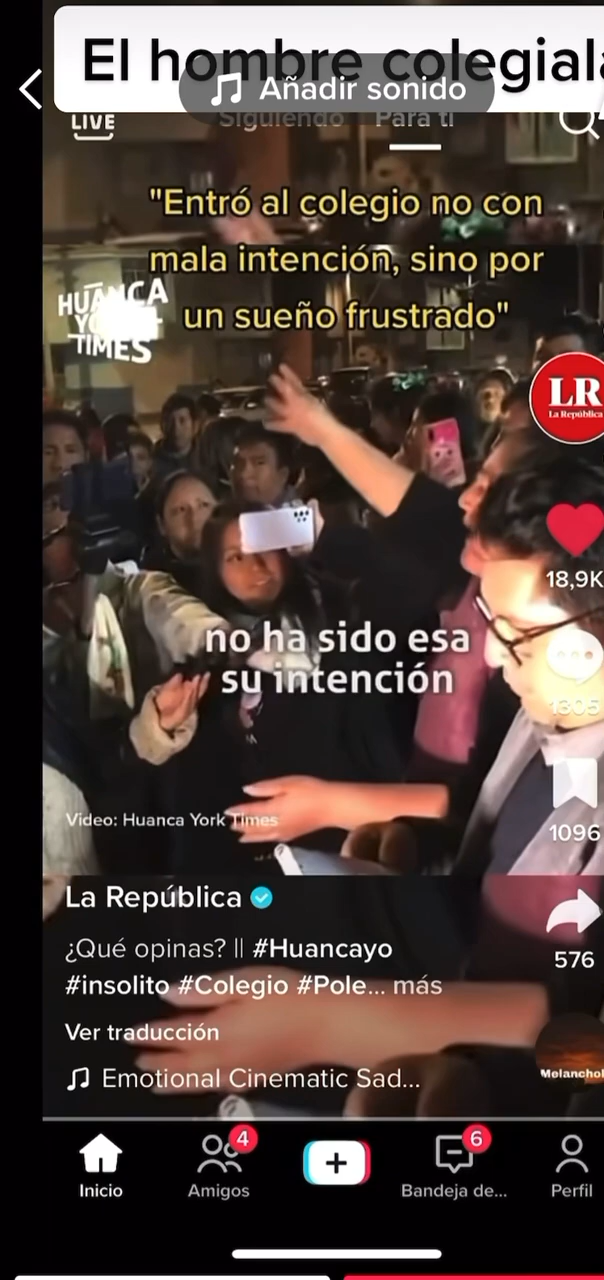 El hombre colegial
Añadir sonido
LIVE
Siguiendo Para ti
"Entró al colegio no con
mala intención, sino por
un sueño frustrado"
HUANCA
YO
TIMES
LR
La República
18,9K
no ha sido esa
su intención
1305
Video: Huanca York Times
1096
La República
¿Qué opinas? || #Huancayo
#insolito #Colegio #Pole... más
576
Ver traducción
Emotional Cinematic Sad...
Melanchol
4
6
Inicio
Amigos
Bandeja de...
Perfil